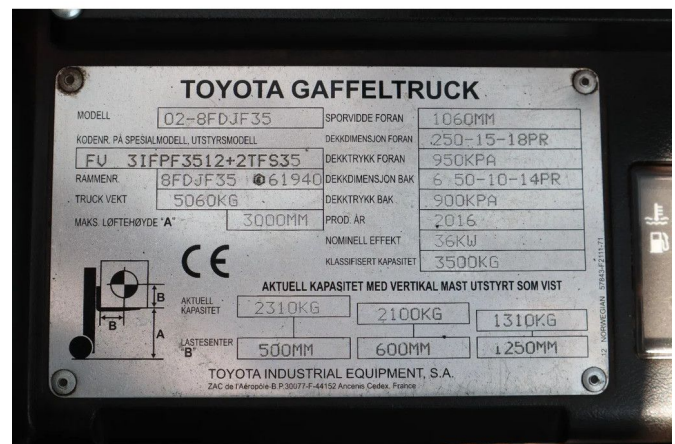 TOYOTA GAFFELTRUCK
MODELL 02-8FDJF35
KODENR. PÅ SPESIALMODELL, UTSTYRSMODELL
FV 3IFPF3512+2TFS35
RAMMENR. 8FDJF35 61940
TRUCK VEKT 5060KG
MAKS. LØFTEHØYDE "A" 3000MM
SPORVIDDE FORAN 1060MM
DEKKDIMENSJON FORAN 250-15-18PR
DEKKTRYKK FORAN 950KPA
DEKKDIMENSJON BAK 6 50-10-14PR
DEKKTRYKK BAK 900KPA
PROD. ÅR 2016
NOMINELL EFFEKT 36KW
KLASSIFISERT KAPASITET 3500KG
CE
B
B
A
AKTUELL KAPASITET MED VERTIKAL MAST UTSTYRT SOM VIST
AKTUELL
KAPASITET 2310KG 2100KG 1310KG
LASTESENTER
"B" 500MM 600MM 1250MM
TOYOTA INDUSTRIAL EQUIPMENT, S.A.
ZAC de l'Aéropôle-B.P.30077-F-44152 Ancenis Cedex. France
12 NORWEGIAN 57843-F2111-71